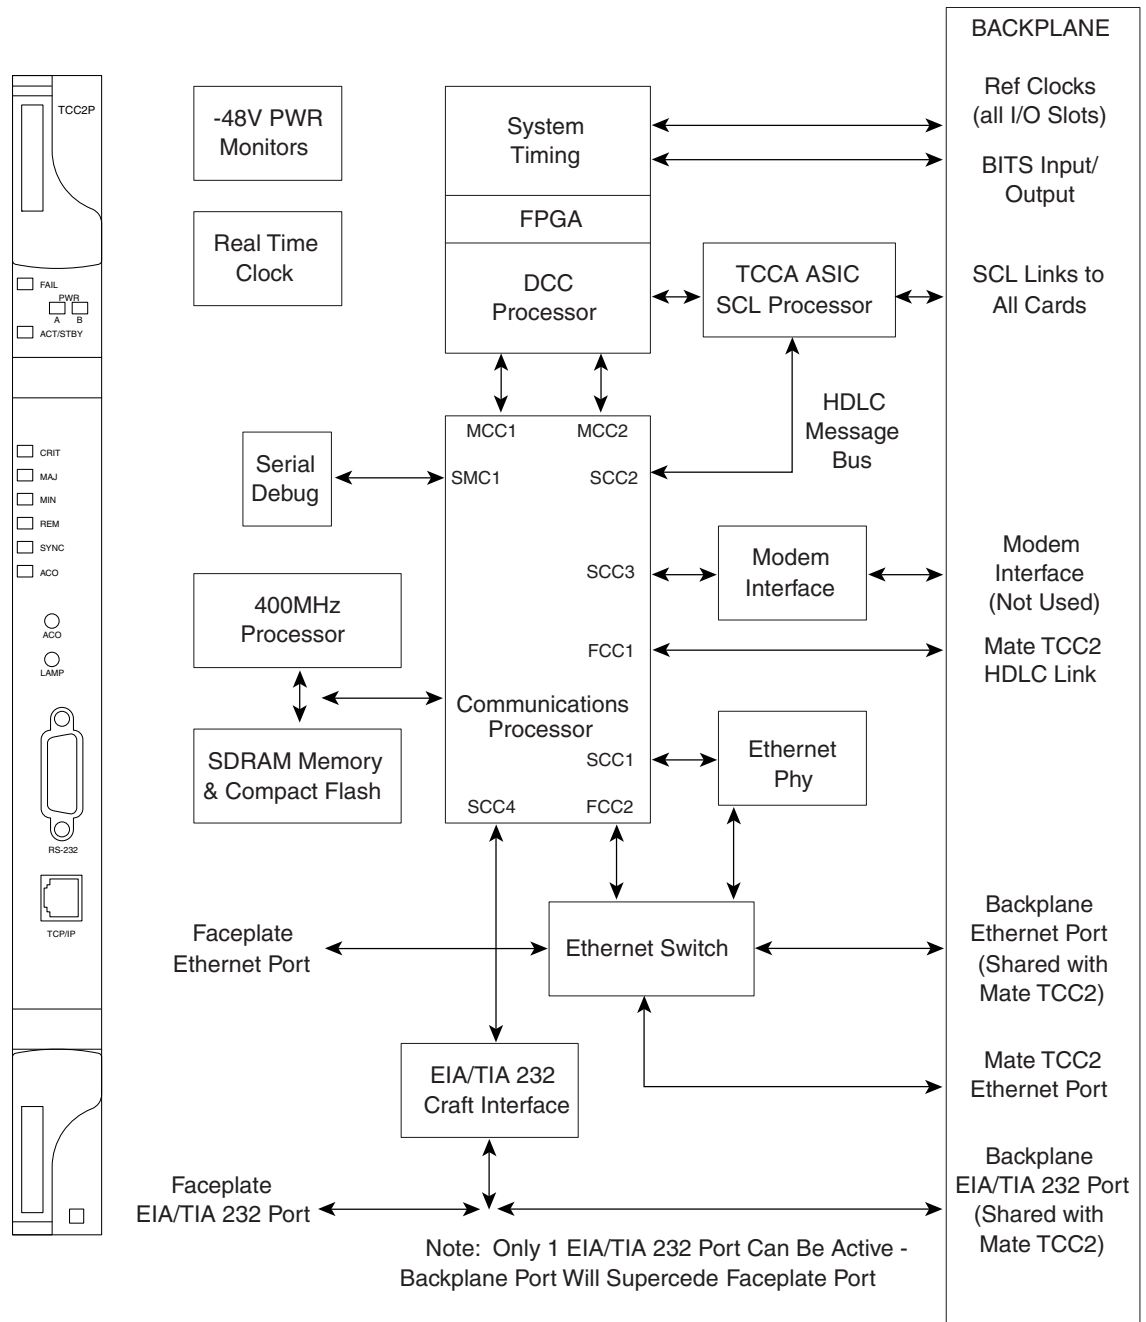 BACKPLANE
TCC2P
FAIL
PWR
A B
ACT/STBY
CRIT
MAJ
MIN
REM
SYNC
ACO
ACO
LAMP
RS-232
TCP/IP
-48V PWR
Monitors
Real Time
Clock
System
Timing
FPGA
DCC
Processor
TCCA ASIC
SCL Processor
Ref Clocks
(all I/O Slots)
BITS Input/
Output
SCL Links to
All Cards
HDLC
Message
Bus
MCC1
MCC2
SMC1
SCC2
Serial
Debug
SCC3
Modem
Interface
Modem
Interface
(Not Used)
400MHz
Processor
FCC1
Mate TCC2
HDLC Link
Communications
Processor
SDRAM Memory
& Compact Flash
SCC1
Ethernet
Phy
SCC4
FCC2
Faceplate
Ethernet Port
Ethernet Switch
Backplane
Ethernet Port
(Shared with
Mate TCC2)
EIA/TIA 232
Craft Interface
Mate TCC2
Ethernet Port
Faceplate
EIA/TIA 232 Port
Backplane
EIA/TIA 232 Port
(Shared with
Mate TCC2)
Note: Only 1 EIA/TIA 232 Port Can Be Active -
Backplane Port Will Supercede Faceplate Port